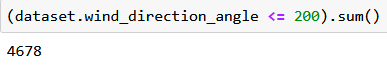 (dataset.wind_direction_angle <= 200).sum()
4678